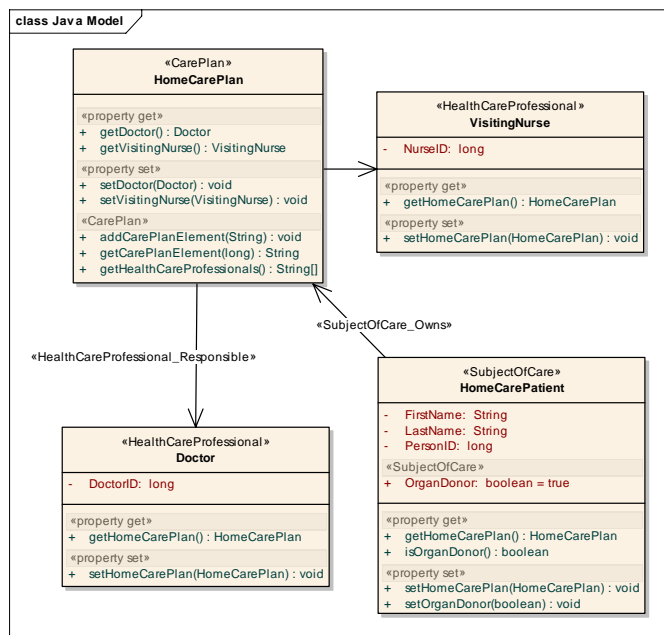 class Java Model
«CarePlan»
HomeCarePlan
«property get»
+ getDoctor() : Doctor
+ getVisitingNurse() : VisitingNurse
«property set»
+ setDoctor(Doctor) : void
+ setVisitingNurse(VisitingNurse) : void
«CarePlan»
+ addCarePlanElement(String) : void
+ getCarePlanElement(long) : String
+ getHealthCareProfessionals() : String[]
«HealthCareProfessional»
VisitingNurse
- NurseID: long
«property get»
+ getHomeCarePlan() : HomeCarePlan
«property set»
+ setHomeCarePlan(HomeCarePlan) : void
«SubjectOfCare_Owns»
«HealthCareProfessional_Responsible»
«SubjectOfCare»
HomeCarePatient
- FirstName: String
- LastName: String
- PersonID: long
«SubjectOfCare»
+ OrganDonor: boolean = true
«property get»
+ getHomeCarePlan() : HomeCarePlan
+ isOrganDonor() : boolean
«property set»
+ setHomeCarePlan(HomeCarePlan) : void
+ setOrganDonor(boolean) : void
«HealthCareProfessional»
Doctor
- DoctorID: long
«property get»
+ getHomeCarePlan() : HomeCarePlan
«property set»
+ setHomeCarePlan(HomeCarePlan) : void